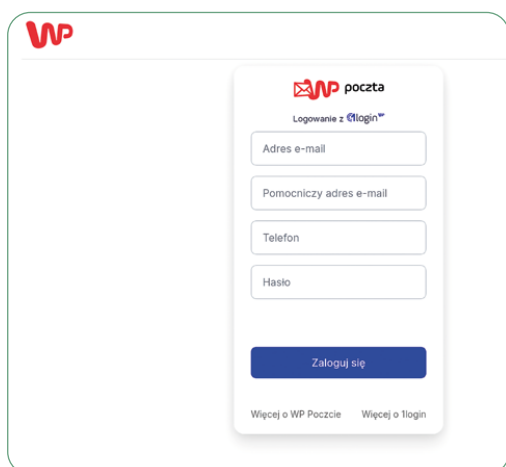 WP
WP poczta
Logowanie z 1login WP
Adres e-mail
Pomocniczy adres e-mail
Telefon
Hasło
Zaloguj się
Więcej o WP Poczcie Więcej o 1login